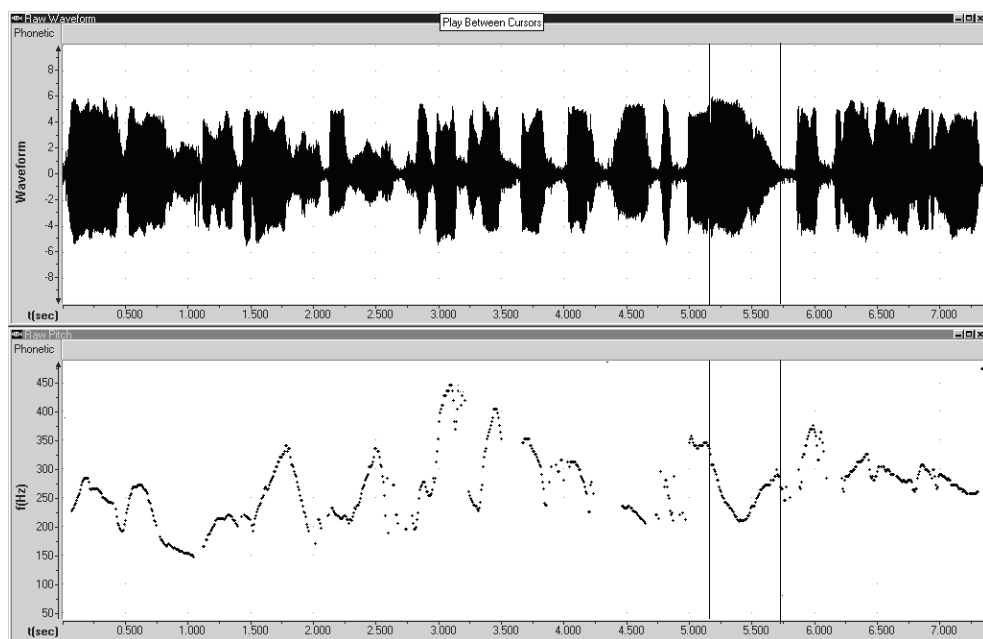 Raw Waveform
Play Between Cursors
Phonetic
8
6
4
2
0
-2
-4
-6
-8
Waveform
t(sec) 0.500 1.000 1.500 2.000 2.500 3.000 3.500 4.000 4.500 5.000 5.500 6.000 6.500 7.000
Raw Pitch
Phonetic
450
400
350
300
250
200
150
100
50
f(Hz)
t(sec) 0.500 1.000 1.500 2.000 2.500 3.000 3.500 4.000 4.500 5.000 5.500 6.000 6.500 7.000